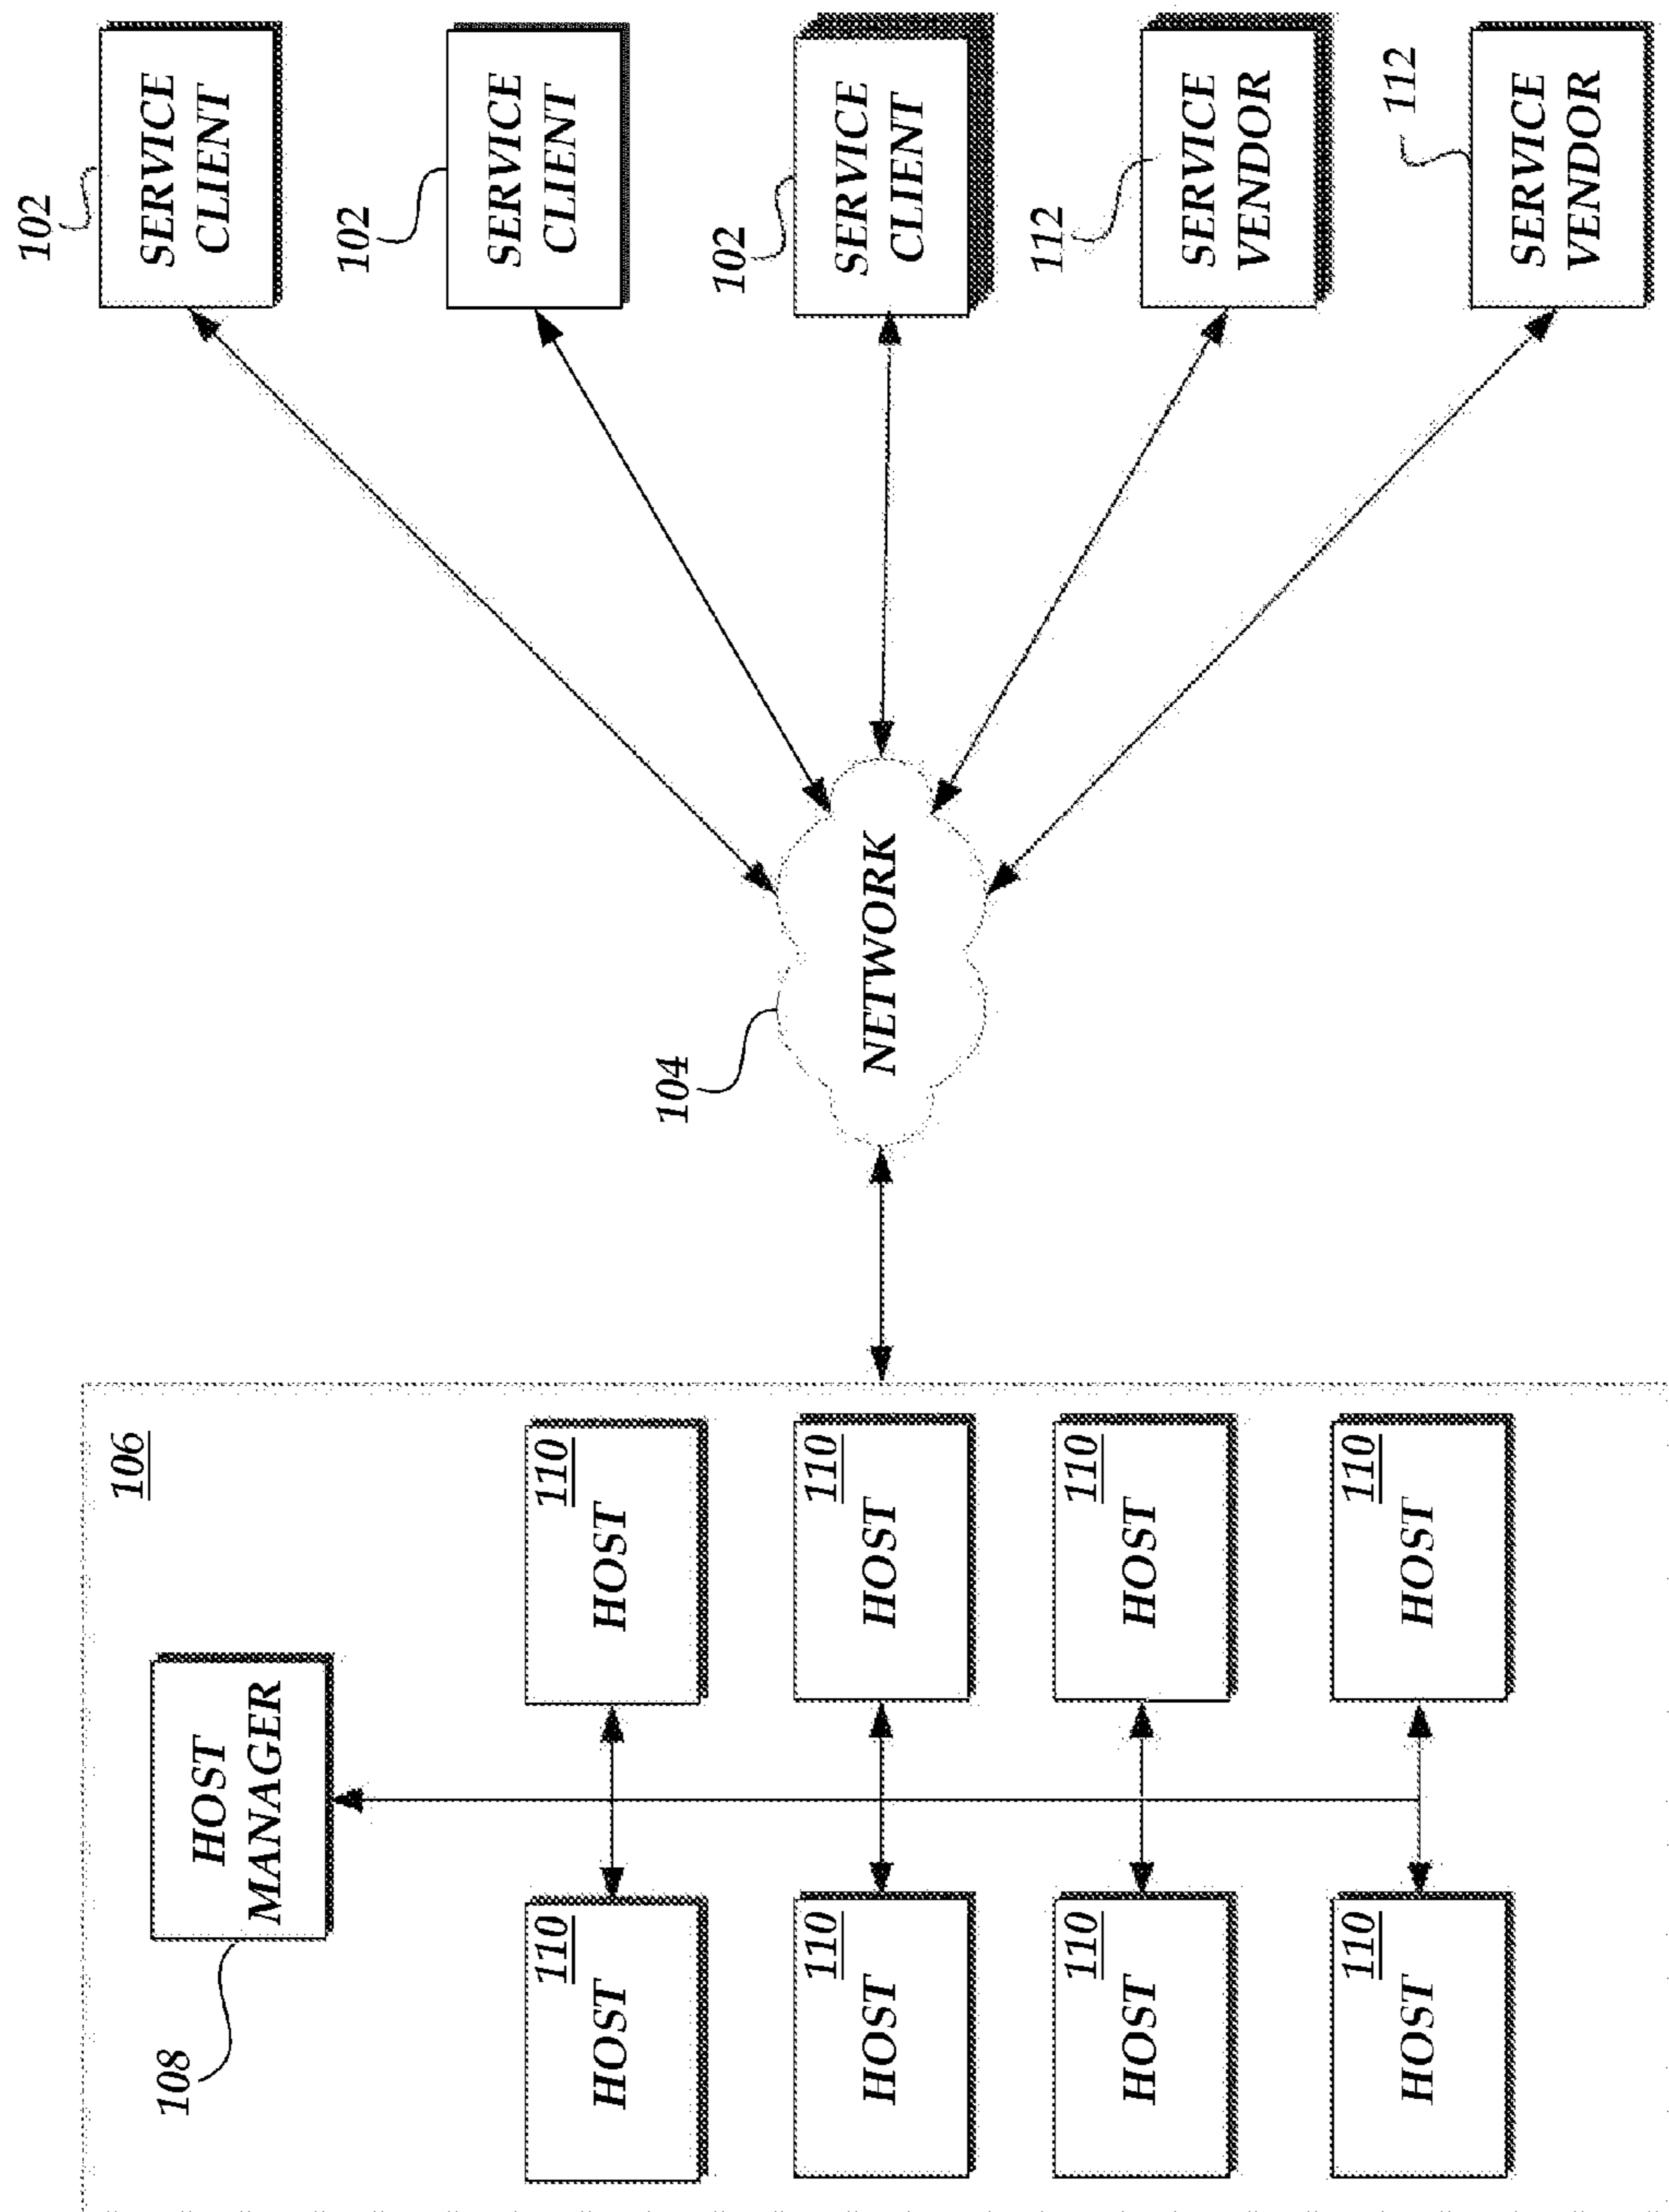 106
108
HOST
MANAGER
110
HOST
110
HOST
110
HOST
110
HOST
110
HOST
110
HOST
110
HOST
110
HOST
104
NETWORK
102
SERVICE
CLIENT
102
SERVICE
CLIENT
102
SERVICE
CLIENT
112
SERVICE
VENDOR
112
SERVICE
VENDOR